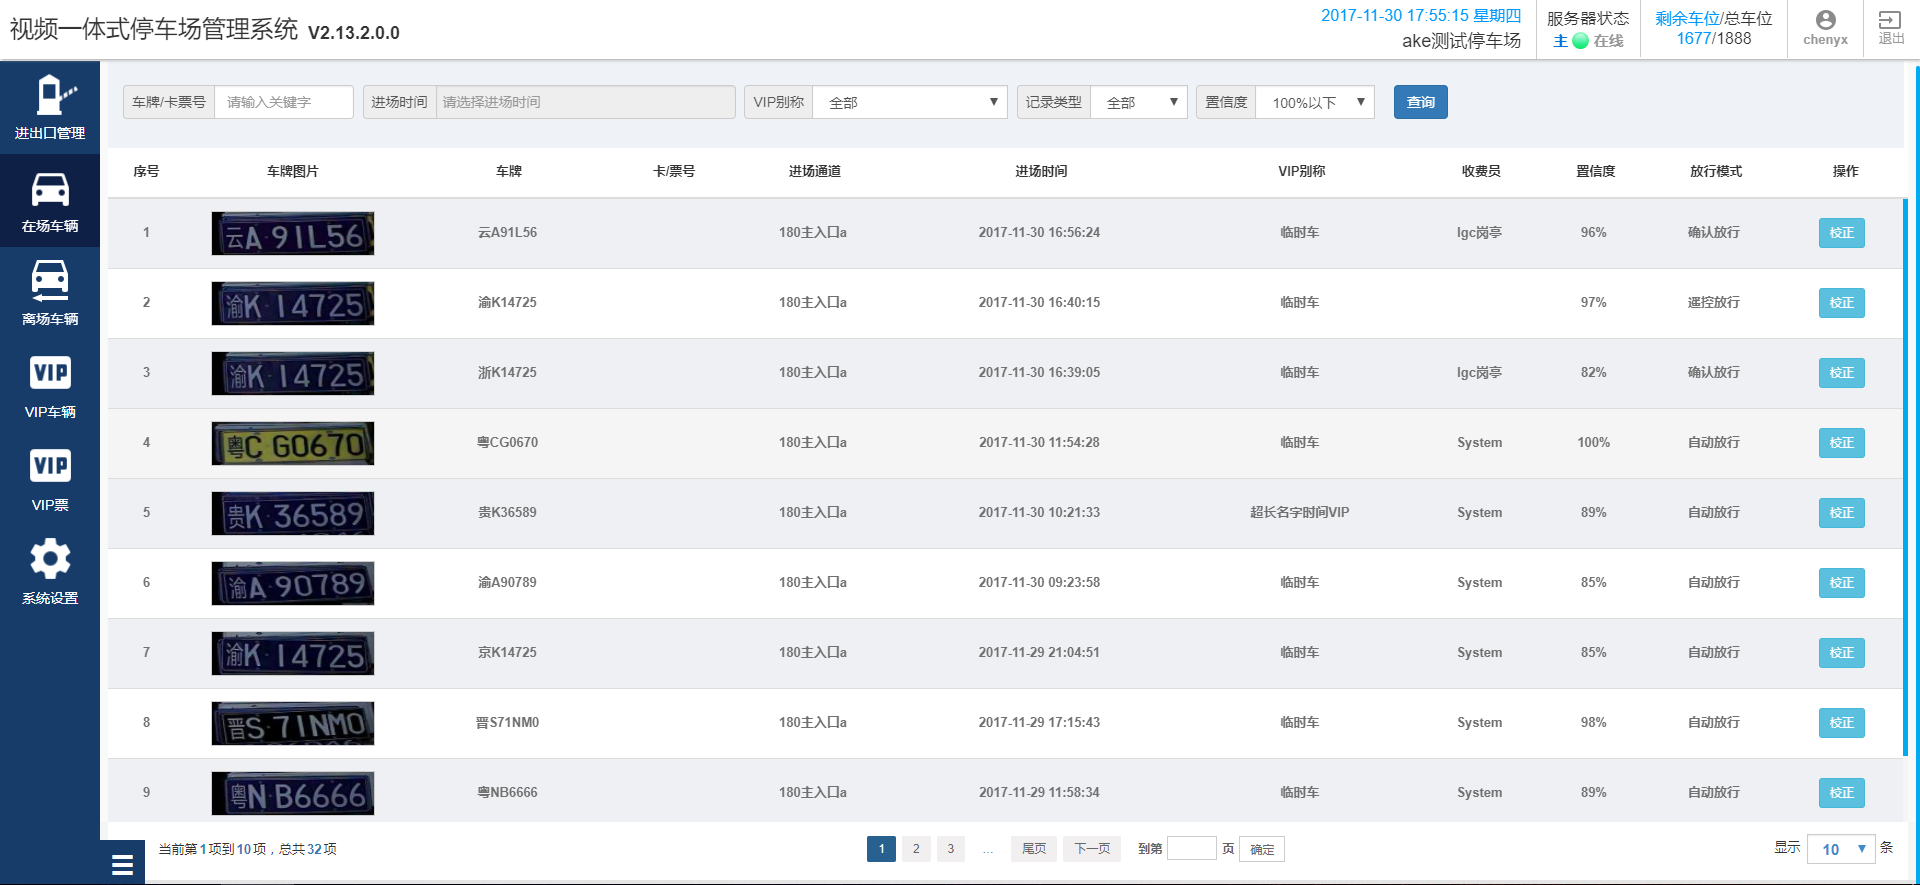 视频一体式停车场管理系统 V2.13.2.0.0
2017-11-30 17:55:15 星期四
ake测试停车场
服务器状态
主 在线
剩余车位/总车位
1677/1888
chenyx
退出
进出口管理
在场车辆
离场车辆
VIP
VIP车辆
VIP
VIP票
系统设置
车牌/卡票号 请输入关键字 进场时间 请选择进场时间 VIP别称 全部 记录类型 全部 置信度 100%以下 查询
序号 车牌图片 车牌 卡/票号 进场通道 进场时间 VIP别称 收费员 置信度 放行模式 操作
1 云A·91L56 云A91L56 180主入口a 2017-11-30 16:56:24 临时车 lgc岗亭 96% 确认放行 校正
2 渝K·14725 渝K14725 180主入口a 2017-11-30 16:40:15 临时车 97% 遥控放行 校正
3 渝K·14725 浙K14725 180主入口a 2017-11-30 16:39:05 临时车 lgc岗亭 82% 确认放行 校正
4 粤C·G0670 粤CG0670 180主入口a 2017-11-30 11:54:28 临时车 System 100% 自动放行 校正
5 贵K·36589 贵K36589 180主入口a 2017-11-30 10:21:33 超长名字时间VIP System 89% 自动放行 校正
6 渝A·90789 渝A90789 180主入口a 2017-11-30 09:23:58 临时车 System 85% 自动放行 校正
7 渝K·14725 京K14725 180主入口a 2017-11-29 21:04:51 临时车 System 85% 自动放行 校正
8 晋S·71NM0 晋S71NM0 180主入口a 2017-11-29 17:15:43 临时车 System 98% 自动放行 校正
9 粤N·B6666 粤NB6666 180主入口a 2017-11-29 11:58:34 临时车 System 89% 自动放行 校正
当前第1项到10项，总共32项 1 2 3 ... 尾页 下一页 到第 页 确定 显示 10 条